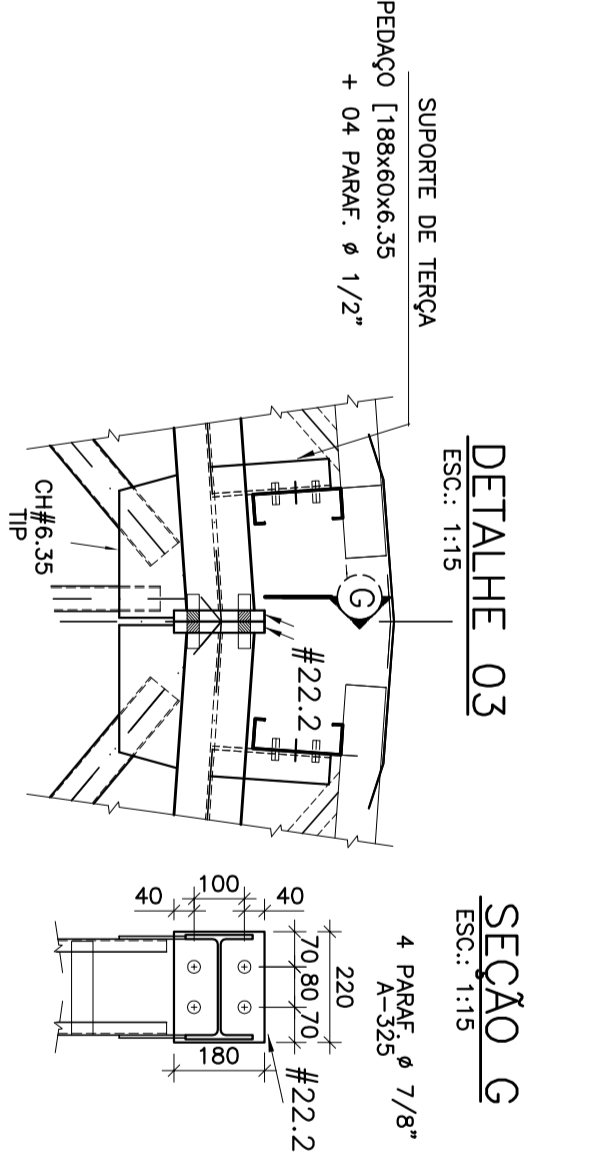 DETALHE 03
ESC.: 1:15
SUPORTE DE TERÇA
PEDAÇO [188x60x6.35
+ 04 PARAF. ø 1/2”
G
#22.2
CH#6.35
TIP
SEÇÃO G
ESC.: 1:15
4 PARAF. ø 7/8”
A-325
220
70 80 70
40
100
40
180
#22.2